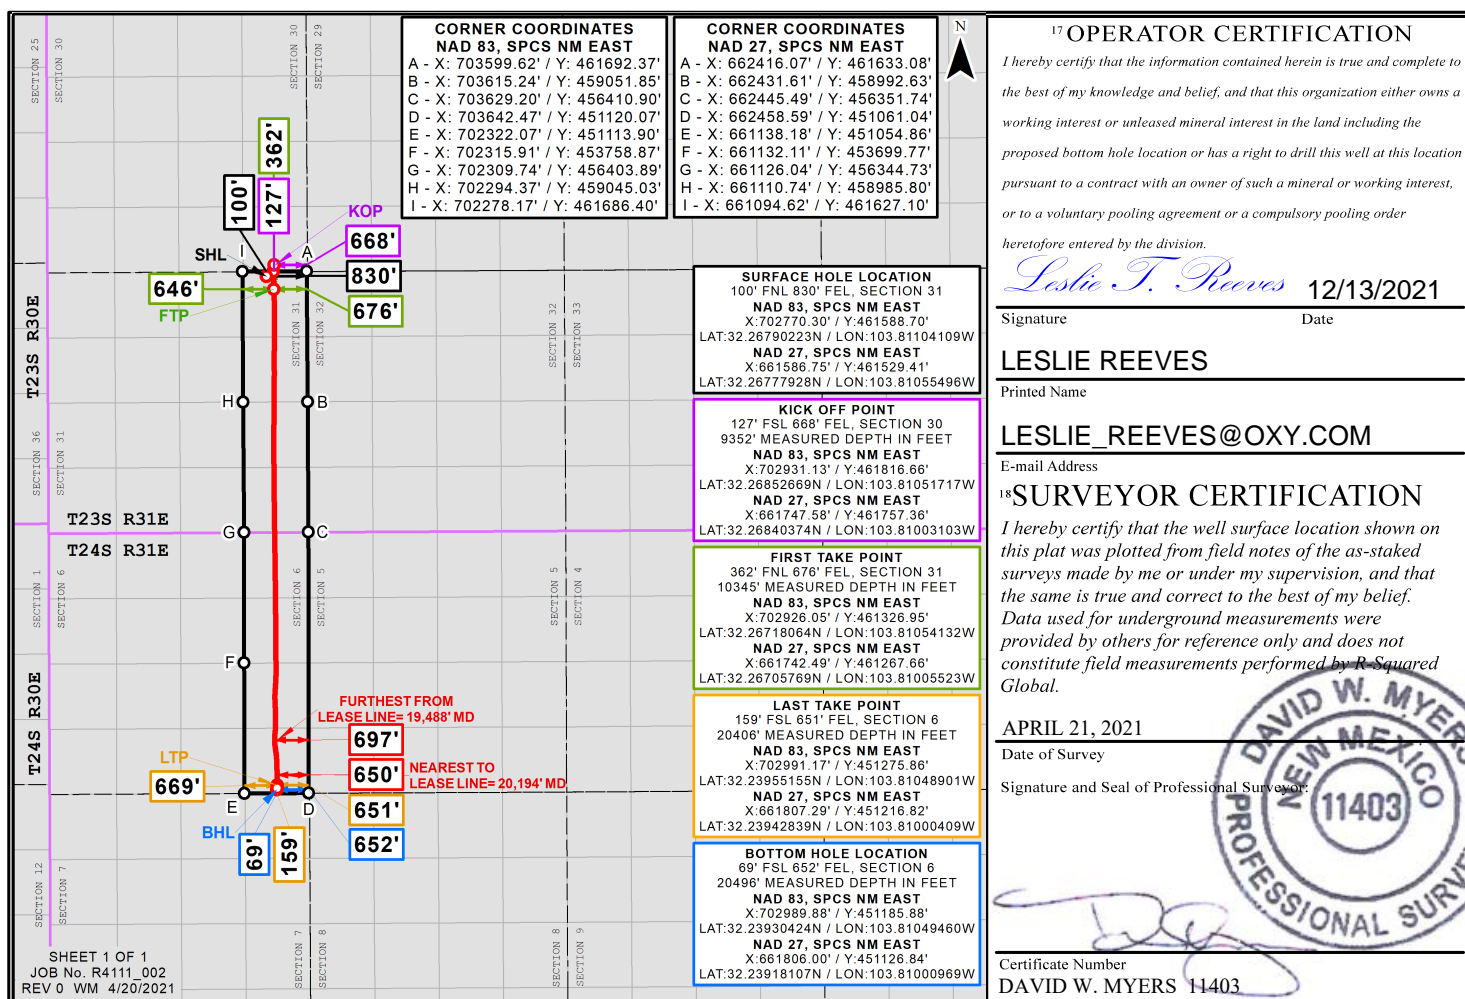 CORNER COORDINATES
NAD 83, SPCS NM EAST
A - X: 703599.62' / Y: 461692.37'
B - X: 703615.24' / Y: 459051.85'
C - X: 703629.20' / Y: 456410.90'
D - X: 703642.47' / Y: 451120.07'
E - X: 702322.07' / Y: 451113.90'
F - X: 702315.91' / Y: 453758.87'
G - X: 702309.74' / Y: 456403.89'
H - X: 702294.37' / Y: 459045.03'
I - X: 702278.17' / Y: 461686.40'
CORNER COORDINATES
NAD 27, SPCS NM EAST
A - X: 662416.07' / Y: 461633.08'
B - X: 662431.61' / Y: 458992.63'
C - X: 662445.49' / Y: 456351.74'
D - X: 662458.59' / Y: 451061.04'
E - X: 661138.18' / Y: 451054.86'
F - X: 661132.11' / Y: 453699.77'
G - X: 661126.04' / Y: 456344.73'
H - X: 661110.74' / Y: 458985.80'
I - X: 661094.62' / Y: 461627.10'
N
SECTION 25
SECTION 30
SECTION 30
SECTION 29
362'
100'
127'
KOP
668'
SHL
I
A
830'
646'
FTP
676'
SECTION 31
SECTION 32
SECTION 32
SECTION 33
T23S R30E
H
B
SECTION 36
SECTION 31
T23S R31E
G
C
T24S R31E
SECTION 1
SECTION 6
SECTION 6
SECTION 5
SECTION 5
SECTION 4
F
T24S R30E
FURTHEST FROM
LEASE LINE= 19,488' MD
697'
LTP
650'
NEAREST TO
LEASE LINE= 20,194' MD
669'
E
D
651'
BHL
69'
159'
652'
SECTION 12
SECTION 7
SECTION 7
SECTION 8
SECTION 8
SECTION 9
SHEET 1 OF 1
JOB No. R4111_002
REV 0 WM 4/20/2021
SURFACE HOLE LOCATION
100' FNL 830' FEL, SECTION 31
NAD 83, SPCS NM EAST
X:702770.30' / Y:461588.70'
LAT:32.26790223N / LON:103.81104109W
NAD 27, SPCS NM EAST
X:661586.75' / Y:461529.41'
LAT:32.26777928N / LON:103.81055496W
KICK OFF POINT
127' FSL 668' FEL, SECTION 30
9352' MEASURED DEPTH IN FEET
NAD 83, SPCS NM EAST
X:702931.13' / Y:461816.66'
LAT:32.26852669N / LON:103.81051717W
NAD 27, SPCS NM EAST
X:661747.58' / Y:461757.36'
LAT:32.26840374N / LON:103.81003103W
FIRST TAKE POINT
362' FNL 676' FEL, SECTION 31
10345' MEASURED DEPTH IN FEET
NAD 83, SPCS NM EAST
X:702926.05' / Y:461326.95'
LAT:32.26718064N / LON:103.81054132W
NAD 27, SPCS NM EAST
X:661742.49' / Y:461267.66'
LAT:32.26705769N / LON:103.81005523W
LAST TAKE POINT
159' FSL 651' FEL, SECTION 6
20406' MEASURED DEPTH IN FEET
NAD 83, SPCS NM EAST
X:702991.17' / Y:451275.86'
LAT:32.23955155N / LON:103.81048901W
NAD 27, SPCS NM EAST
X:661807.29' / Y:451216.82'
LAT:32.23942839N / LON:103.81000409W
BOTTOM HOLE LOCATION
69' FSL 652' FEL, SECTION 6
20496' MEASURED DEPTH IN FEET
NAD 83, SPCS NM EAST
X:702989.88' / Y:451185.88'
LAT:32.23930424N / LON:103.81049460W
NAD 27, SPCS NM EAST
X:661806.00' / Y:451126.84'
LAT:32.23918107N / LON:103.81000969W
17 OPERATOR CERTIFICATION
I hereby certify that the information contained herein is true and complete to
the best of my knowledge and belief, and that this organization either owns a
working interest or unleased mineral interest in the land including the
proposed bottom hole location or has a right to drill this well at this location
pursuant to a contract with an owner of such a mineral or working interest,
or to a voluntary pooling agreement or a compulsory pooling order
heretofore entered by the division.
Leslie T. Reeves 12/13/2021
Signature Date
LESLIE REEVES
Printed Name
LESLIE_REEVES@OXY.COM
E-mail Address
18 SURVEYOR CERTIFICATION
I hereby certify that the well surface location shown on
this plat was plotted from field notes of the as-staked
surveys made by me or under my supervision, and that
the same is true and correct to the best of my belief.
Data used for underground measurements were
provided by others for reference only and does not
constitute field measurements performed by R-Squared
Global.
APRIL 21, 2021
Date of Survey
Signature and Seal of Professional Surveyor:
DAVID W. MYERS
NEW MEXICO
11403
PROFESSIONAL
Certificate Number
DAVID W. MYERS 11403